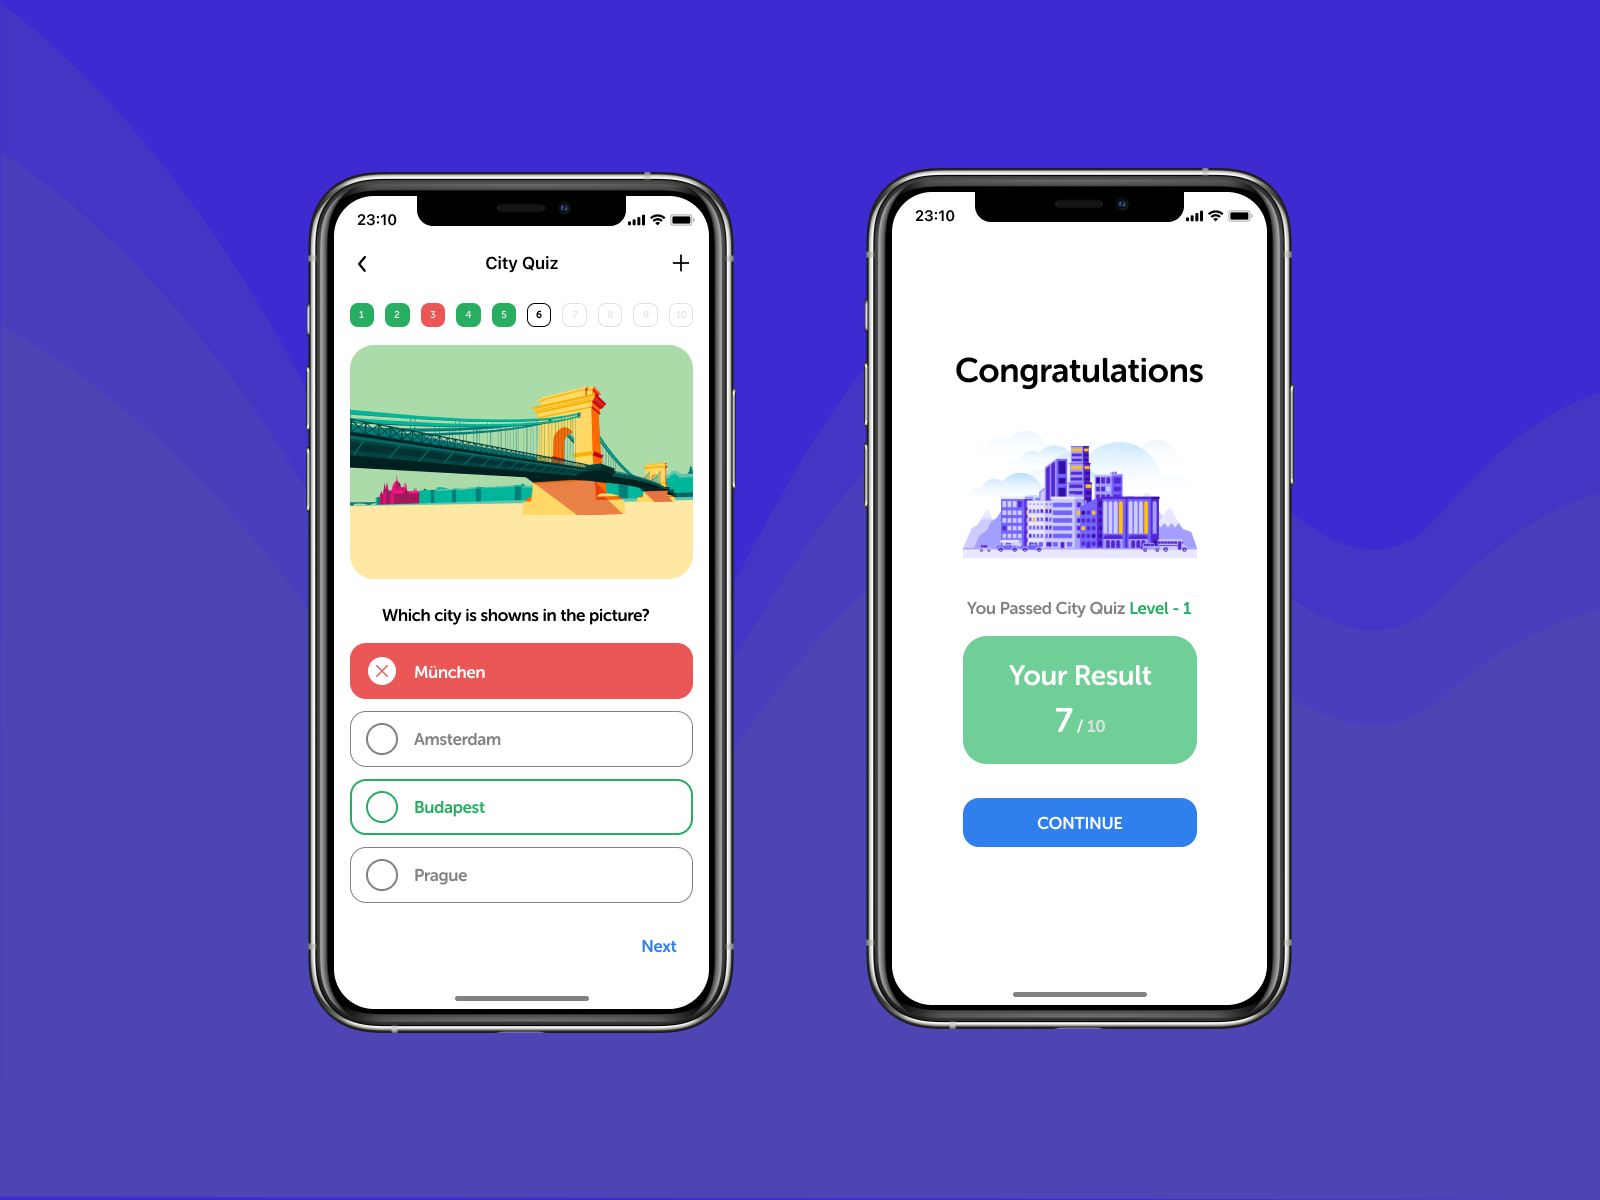 23:10
City Quiz
1 2 3 4 5 6 7 8 9 10
Which city is showns in the picture?
München
Amsterdam
Budapest
Prague
Next
23:10
Congratulations
You Passed City Quiz Level - 1
Your Result
7 / 10
CONTINUE